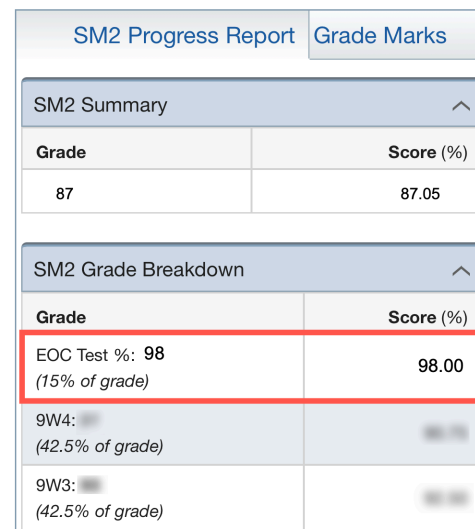 SM2 Progress Report Grade Marks
SM2 Summary
Grade Score (%)
87 87.05
SM2 Grade Breakdown
Grade Score (%)
EOC Test %: 98 98.00
(15% of grade)
9W4:
(42.5% of grade)
9W3:
(42.5% of grade)